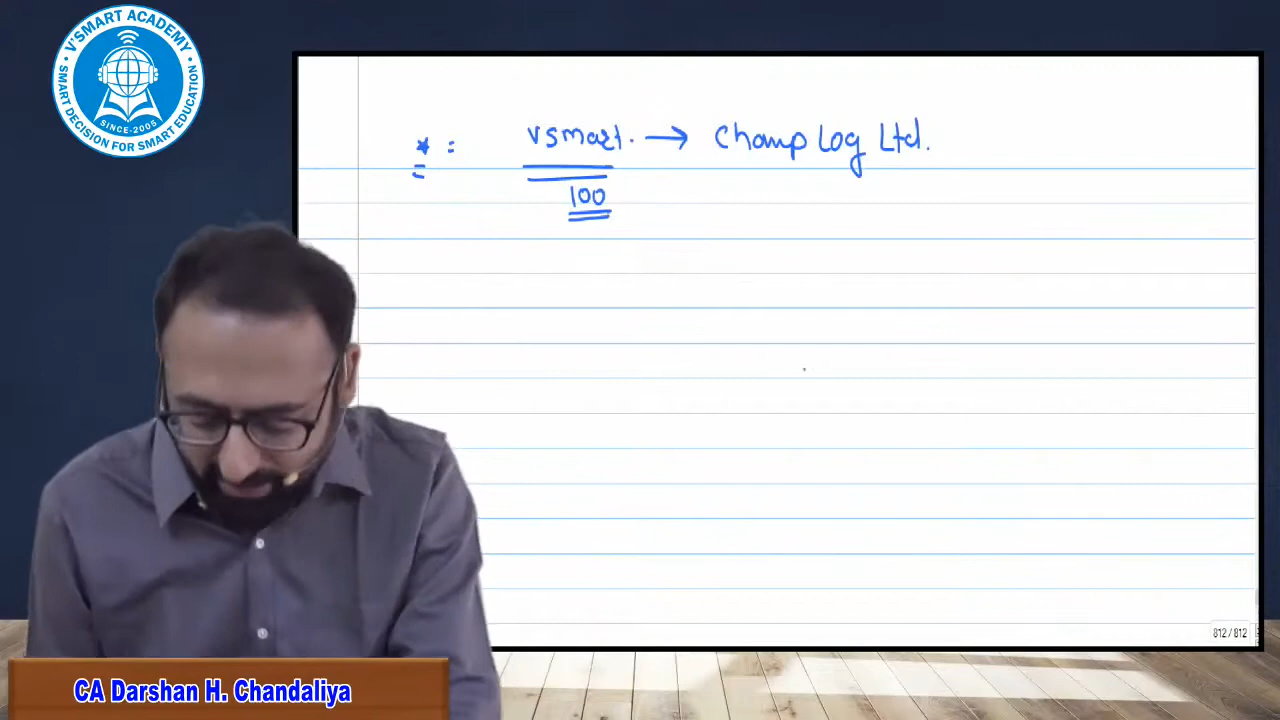 V'SMART ACADEMY
SMART DECISION FOR SMART EDUCATION
SINCE-2005
* : vsmart. → Champ Log Ltd.
100
812 / 812
CA Darshan H. Chandaliya